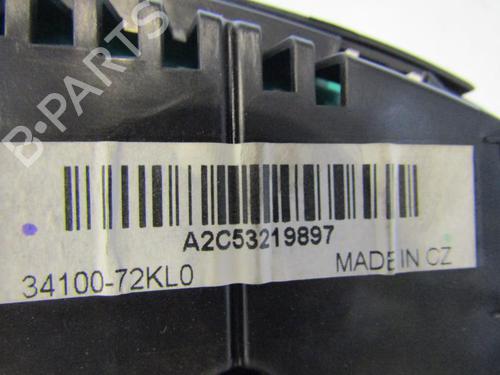 B-PARTS
A2C53219897
34100-72KL0
MADE IN CZ